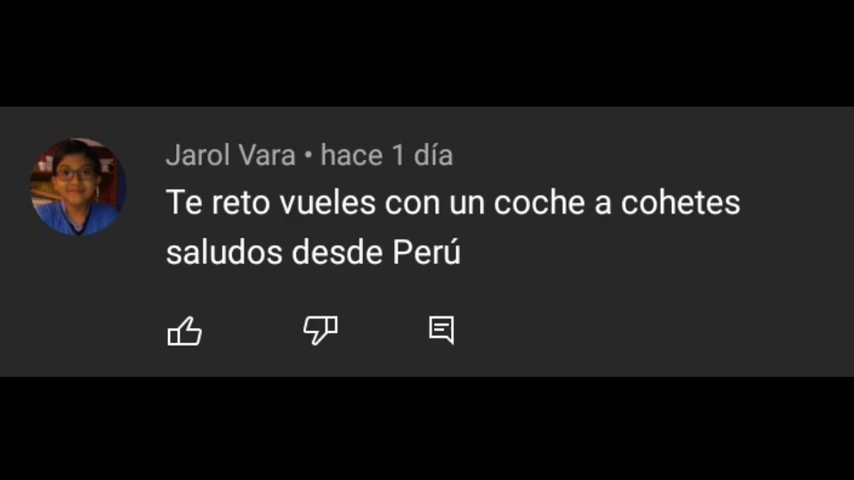 Jarol Vara • hace 1 día
Te reto vueles con un coche a cohetes
saludos desde Perú